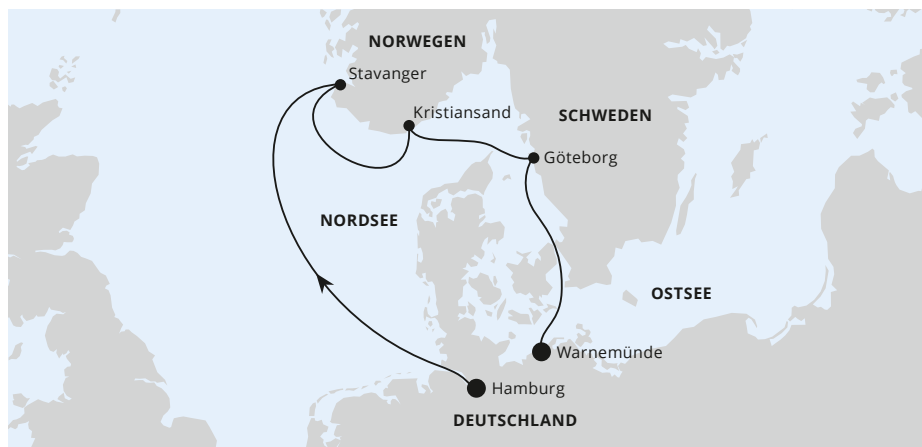 NORWEGEN
Stavanger
Kristiansand
SCHWEDEN
Göteborg
NORDSEE
OSTSEE
Warnemünde
Hamburg
DEUTSCHLAND